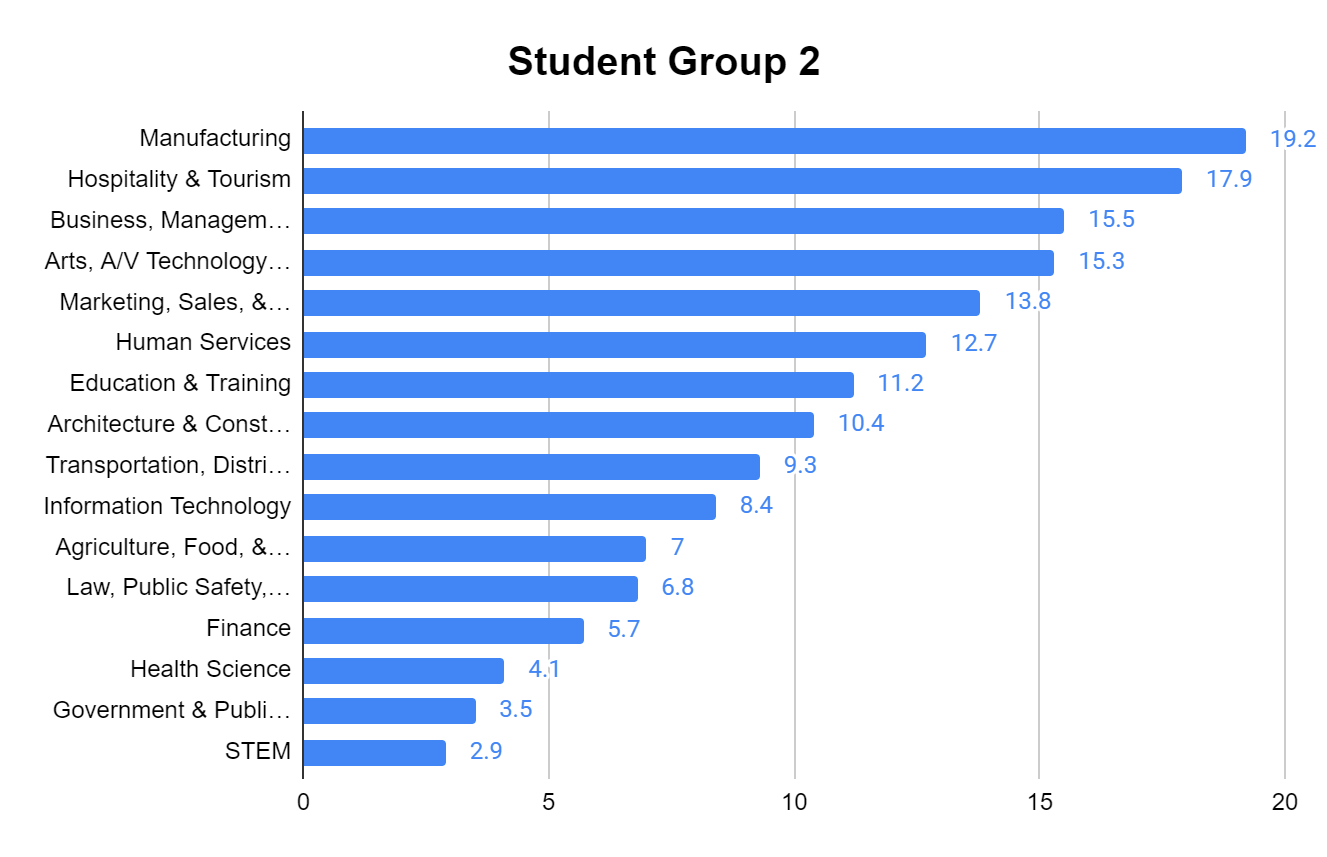 Student Group 2
Manufacturing 19.2
Hospitality & Tourism 17.9
Business, Managem… 15.5
Arts, A/V Technology… 15.3
Marketing, Sales, &… 13.8
Human Services 12.7
Education & Training 11.2
Architecture & Const… 10.4
Transportation, Distri… 9.3
Information Technology 8.4
Agriculture, Food, &… 7
Law, Public Safety,… 6.8
Finance 5.7
Health Science 4.1
Government & Publi… 3.5
STEM 2.9
0 5 10 15 20